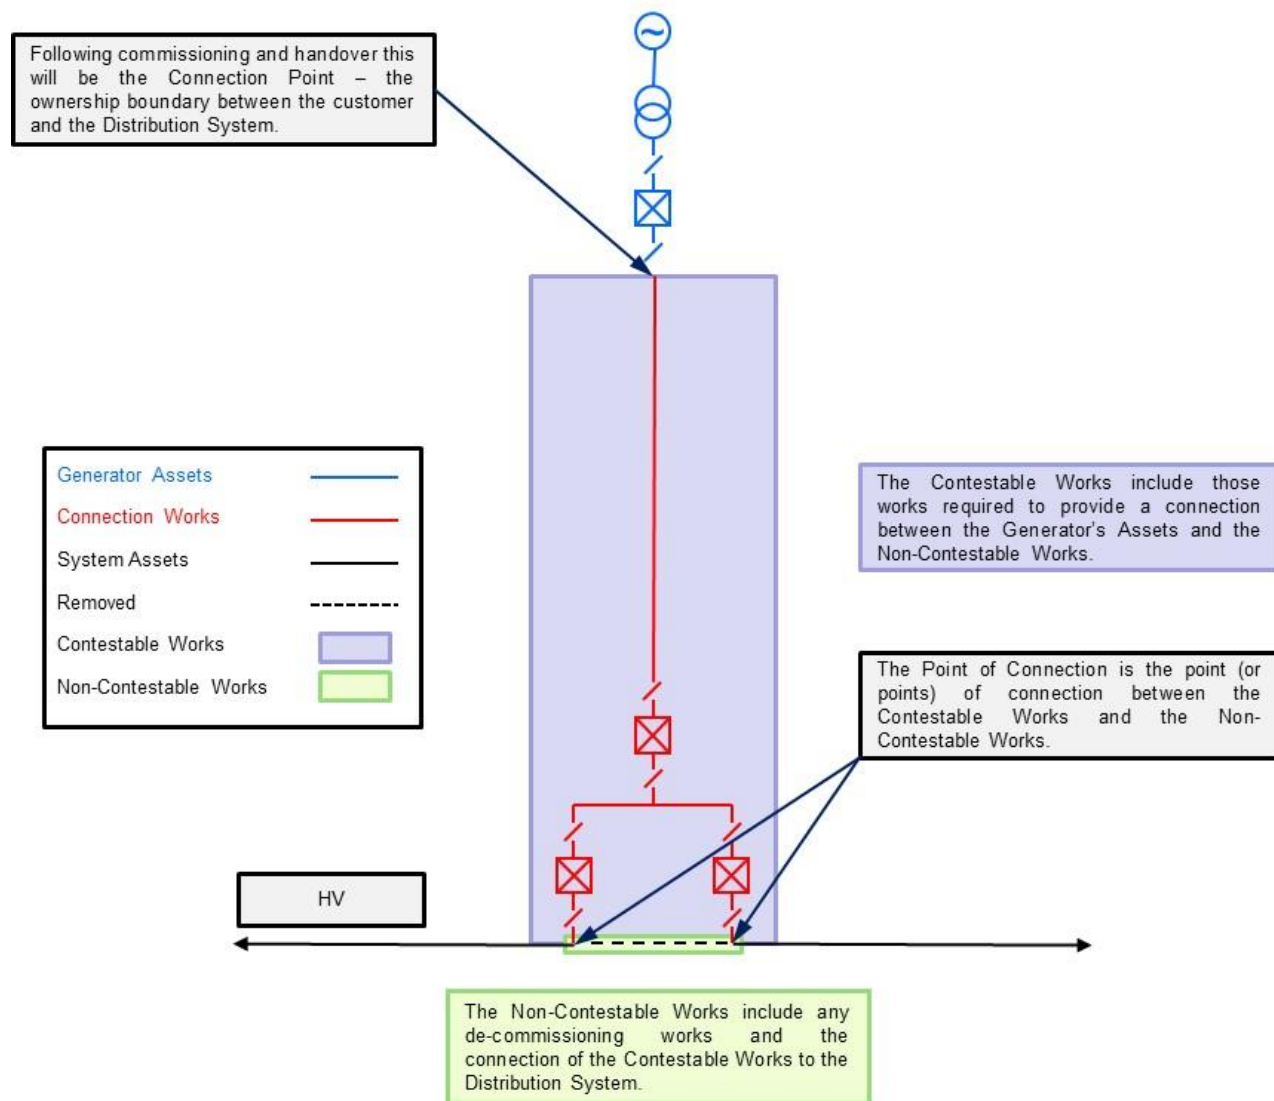 Following commissioning and handover this
will be the Connection Point – the
ownership boundary between the customer
and the Distribution System.
Generator Assets
Connection Works
System Assets
Removed
Contestable Works
Non-Contestable Works
The Contestable Works include those
works required to provide a connection
between the Generator's Assets and the
Non-Contestable Works.
The Point of Connection is the point (or
points) of connection between the
Contestable Works and the Non-
Contestable Works.
HV
The Non-Contestable Works include any
de-commissioning works and the
connection of the Contestable Works to the
Distribution System.